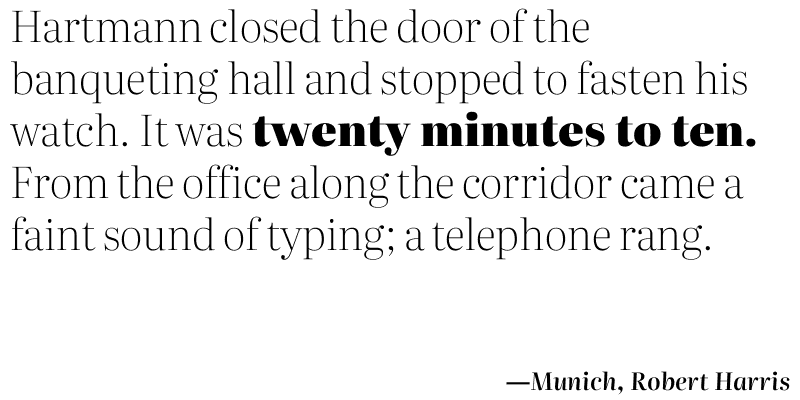 Hartmann closed the door of the
banqueting hall and stopped to fasten his
watch. It was twenty minutes to ten.
From the office along the corridor came a
faint sound of typing; a telephone rang.
—Munich, Robert Harris